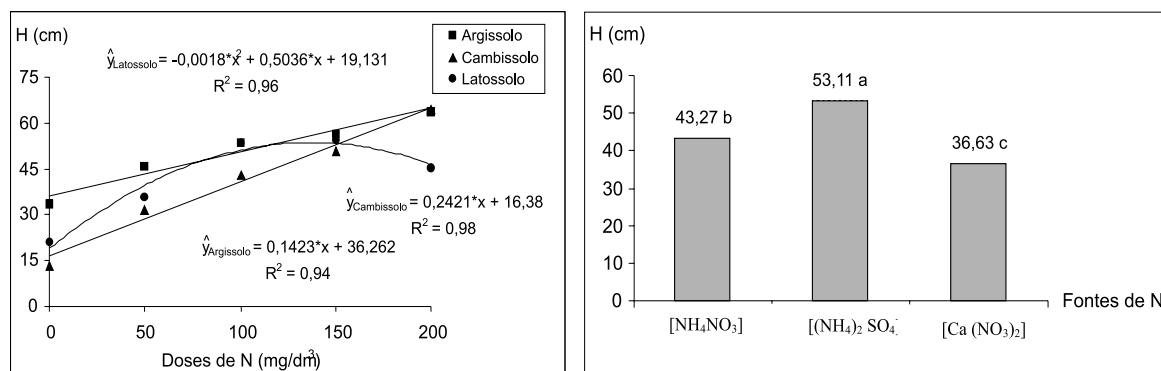 H (cm)
■ Argissolo
▲ Cambissolo
● Latossolo
ŷLatossolo = -0,0018*x² + 0,5036*x + 19,131
R² = 0,96
75
60
45
30
15
0
ŷCambissolo = 0,2421*x + 16,38
R² = 0,98
ŷArgissolo = 0,1423*x + 36,262
R² = 0,94
0 50 100 150 200
Doses de N (mg/dm³)
H (cm)
60
50
40
30
20
10
0
43,27 b
53,11 a
36,63 c
Fontes de N
[NH₄NO₃] [(NH₄)₂ SO₄] [Ca (NO₃)₂]